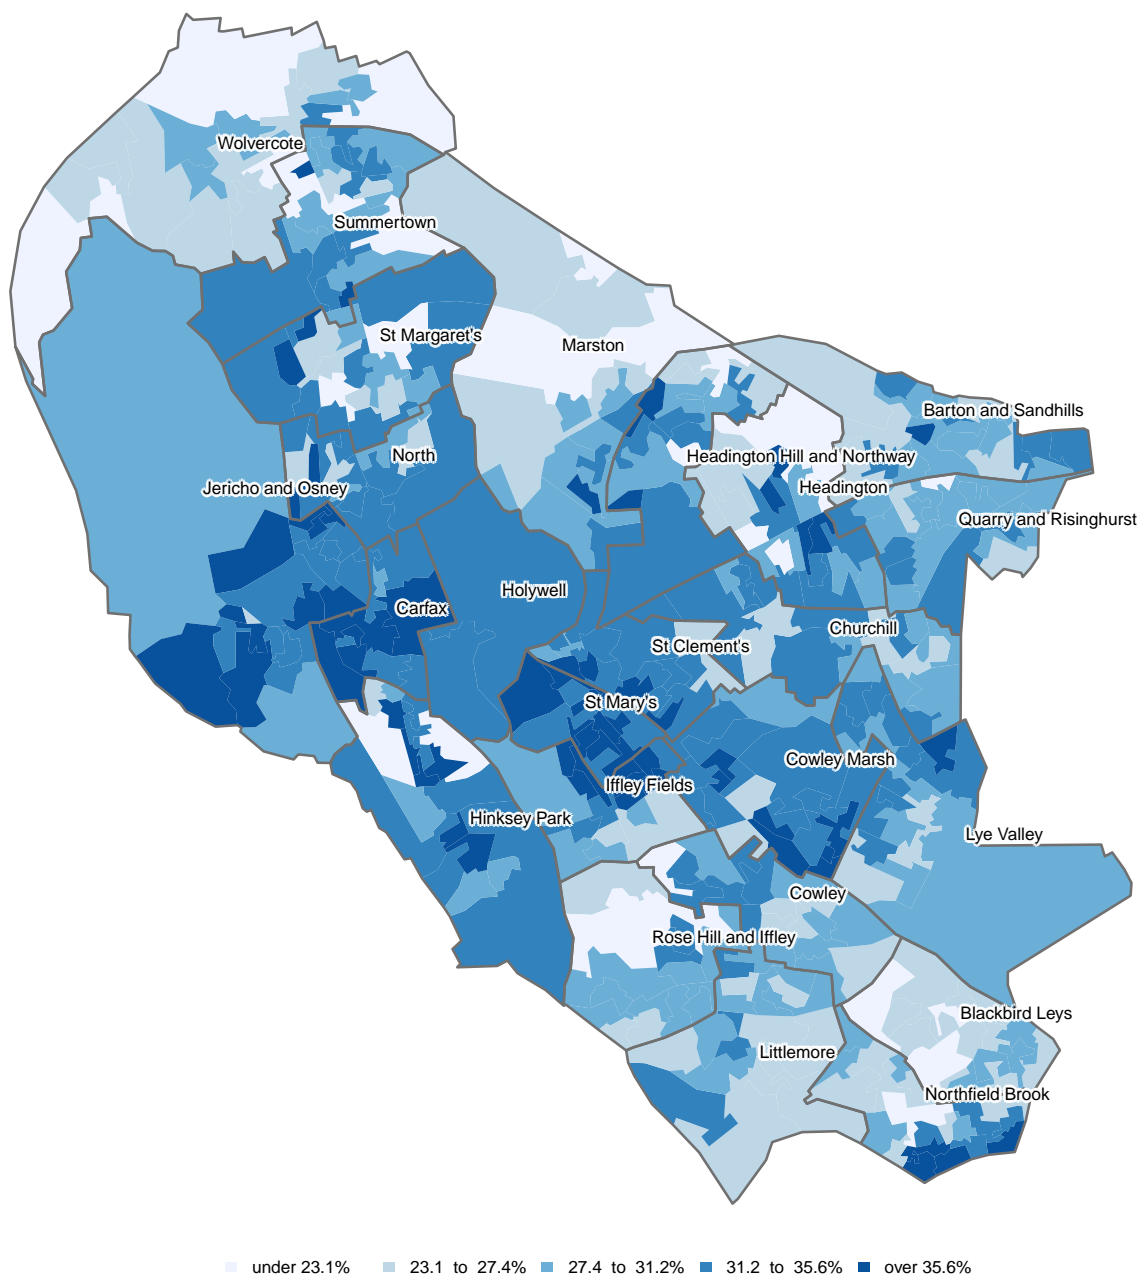 Wolvercote
Summertown
St Margaret's
Marston
Barton and Sandhills
North
Headington Hill and Northway
Jericho and Osney
Headington
Quarry and Risinghurst
Holywell
Carfax
Churchill
St Clement's
St Mary's
Cowley Marsh
Iffley Fields
Hinksey Park
Lye Valley
Cowley
Rose Hill and Iffley
Blackbird Leys
Littlemore
Northfield Brook
under 23.1% 23.1 to 27.4% 27.4 to 31.2% 31.2 to 35.6% over 35.6%